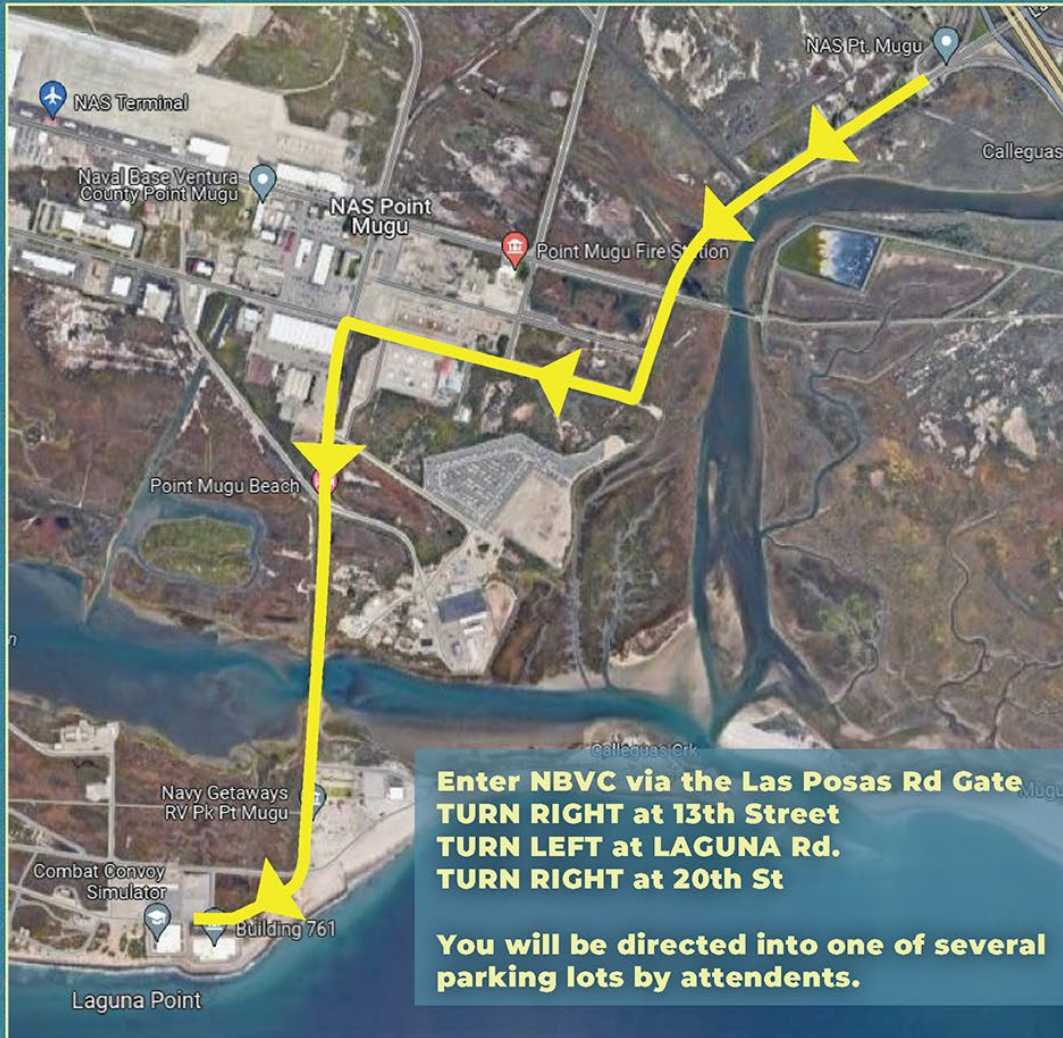 NAS Pt. Mugu
NAS Terminal
Calleguas
Naval Base Ventura
County Point Mugu
NAS Point
Mugu
Point Mugu Fire Station
Point Mugu Beach
Calleguas Crk
Navy Getaways
RV Pk Pt Mugu
Mugu
Combat Convoy
Simulator
Building 761
Laguna Point
Enter NBVC via the Las Posas Rd Gate
TURN RIGHT at 13th Street
TURN LEFT at LAGUNA Rd.
TURN RIGHT at 20th St
You will be directed into one of several
parking lots by attendents.